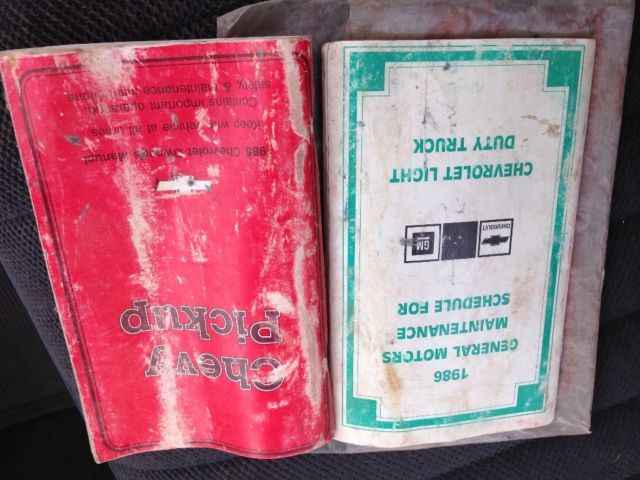 1986
GENERAL MOTORS
MAINTENANCE
SCHEDULE FOR
CHEVROLET
GM
CHEVROLET LIGHT
DUTY TRUCK
Chevy
Pickup
1985 Chevrolet Owner's Manual
Keep with vehicle at all times.
Contains important operating,
safety, & maintenance instructions.